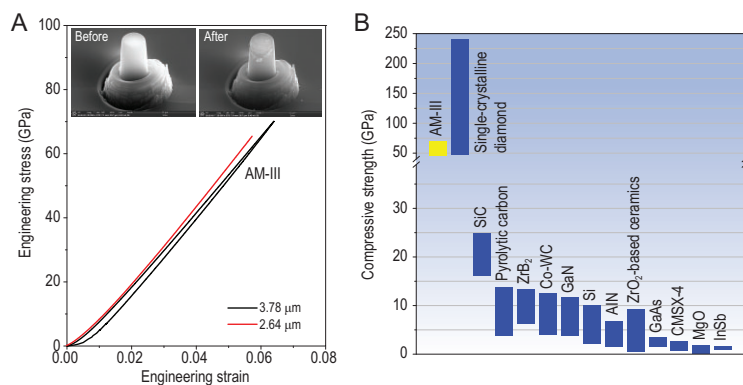 A
Before
After
Engineering stress (GPa)
100
80
60
40
20
0
AM-III
3.78 μm
2.64 μm
0.00
0.02
0.04
0.06
0.08
Engineering strain
B
Compressive strength (GPa)
250
200
150
100
50
30
20
10
0
AM-III
Single-crystalline
diamond
SiC
Pyrolytic carbon
ZrB2
Co-WC
GaN
Si
AlN
ZrO2-based ceramics
GaAs
CMSX-4
MgO
InSb